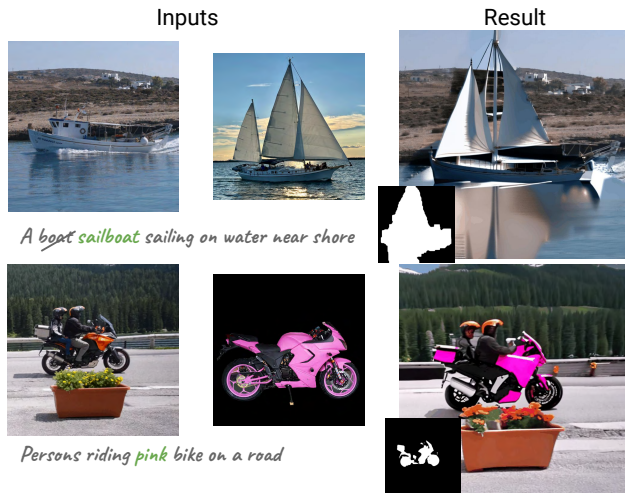 Inputs
Result
A boat sailboat sailing on water near shore
Persons riding pink bike on a road